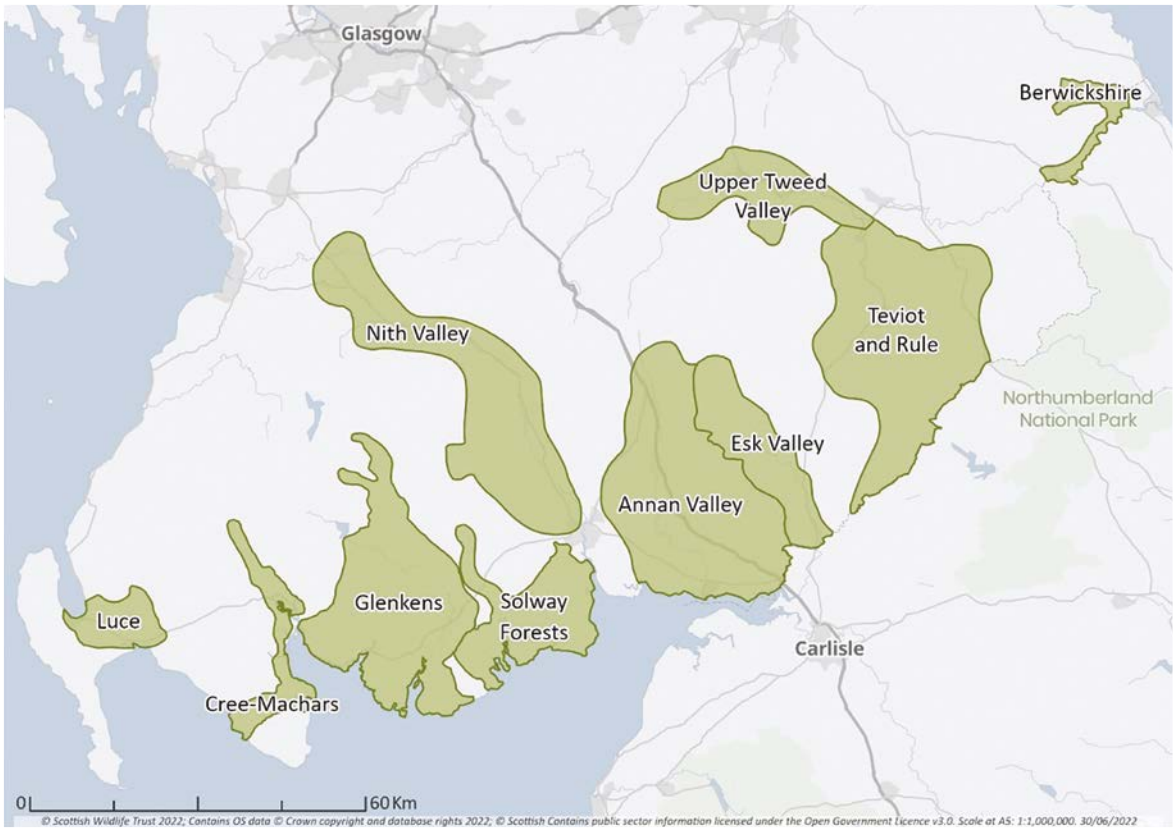 Glasgow
Berwickshire
Upper Tweed
Valley
Teviot
and Rule
Nith Valley
Northumberland
National Park
Esk Valley
Annan Valley
Glenkens
Solway
Forests
Luce
Carlisle
Cree-Machars
0
60 Km
© Scottish Wildlife Trust 2022; Contains OS data © Crown copyright and database rights 2022; © Scottish Contains public sector information licensed under the Open Government Licence v3.0. Scale at A5: 1:1,000,000. 30/06/2022